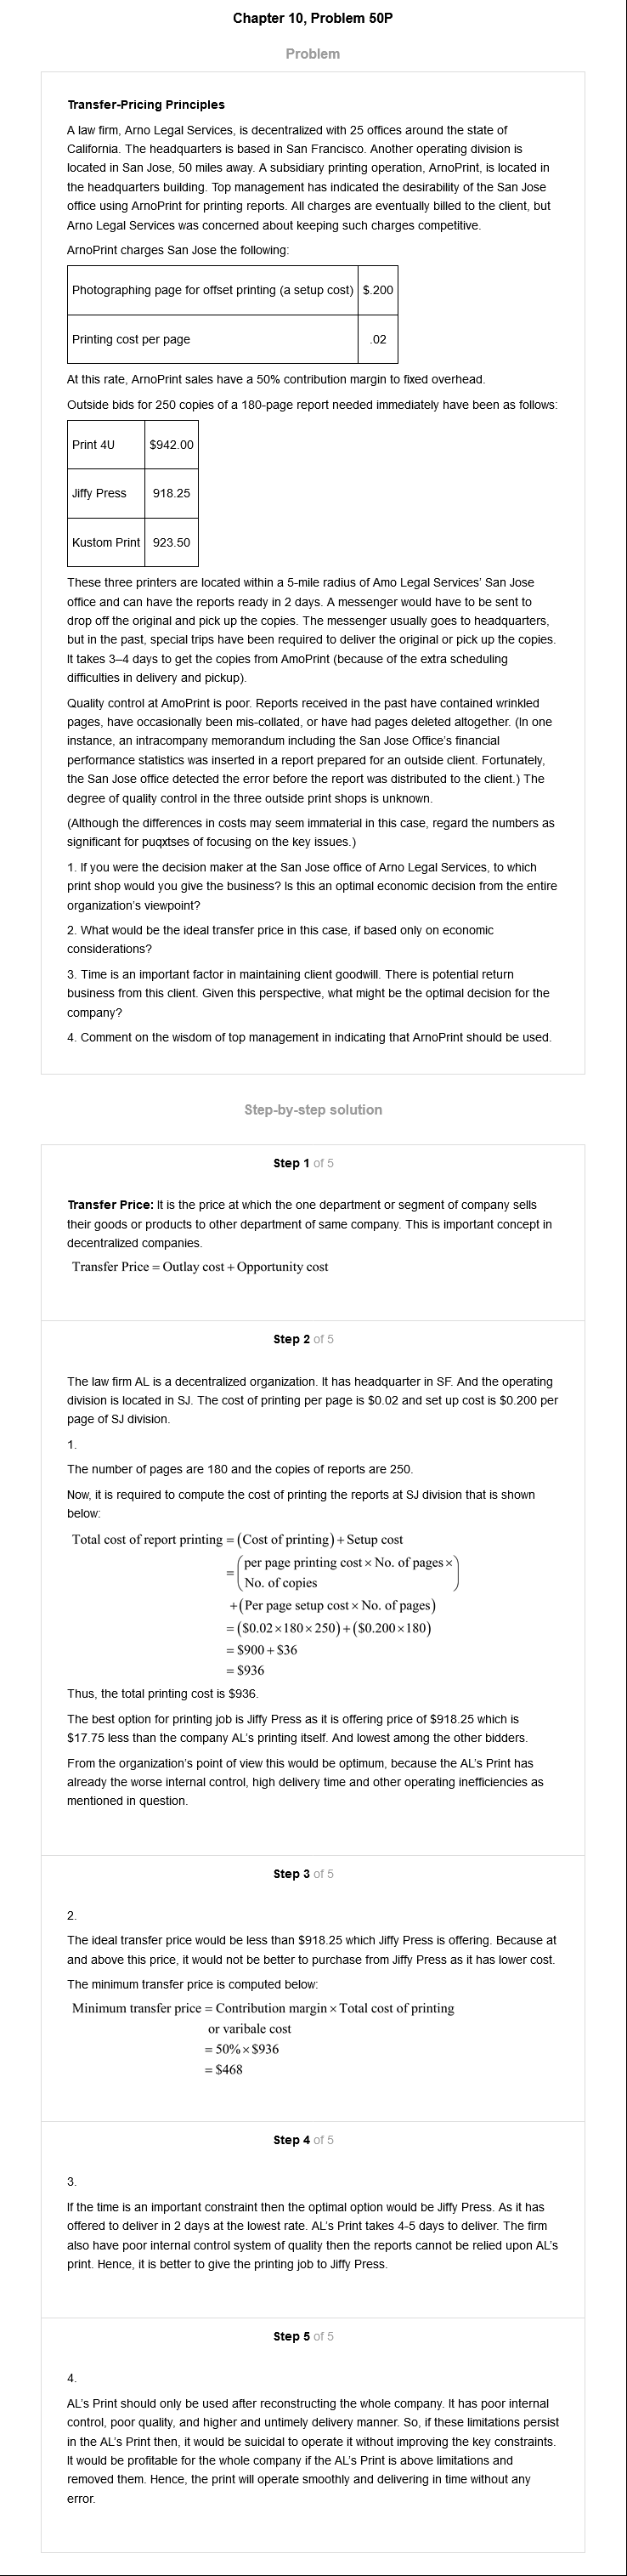 Chapter 10, Problem 50P
Problem
Transfer-Pricing Principles
A law firm, Arno Legal Services, is decentralized with 25 offices around the state of
California. The headquarters is based in San Francisco. Another operating division is
located in San Jose, 50 miles away. A subsidiary printing operation, ArnoPrint, is located in
the headquarters building. Top management has indicated the desirability of the San Jose
office using ArnoPrint for printing reports. All charges are eventually billed to the client, but
Arno Legal Services was concerned about keeping such charges competitive.
ArnoPrint charges San Jose the following:
Photographing page for offset printing (a setup cost) $.200
Printing cost per page .02
At this rate, ArnoPrint sales have a 50% contribution margin to fixed overhead.
Outside bids for 250 copies of a 180-page report needed immediately have been as follows:
Print 4U $942.00
Jiffy Press 918.25
Kustom Print 923.50
These three printers are located within a 5-mile radius of Amo Legal Services' San Jose
office and can have the reports ready in 2 days. A messenger would have to be sent to
drop off the original and pick up the copies. The messenger usually goes to headquarters,
but in the past, special trips have been required to deliver the original or pick up the copies.
It takes 3–4 days to get the copies from AmoPrint (because of the extra scheduling
difficulties in delivery and pickup).
Quality control at AmoPrint is poor. Reports received in the past have contained wrinkled
pages, have occasionally been mis-collated, or have had pages deleted altogether. (In one
instance, an intracompany memorandum including the San Jose Office's financial
performance statistics was inserted in a report prepared for an outside client. Fortunately,
the San Jose office detected the error before the report was distributed to the client.) The
degree of quality control in the three outside print shops is unknown.
(Although the differences in costs may seem immaterial in this case, regard the numbers as
significant for puqxtses of focusing on the key issues.)
1. If you were the decision maker at the San Jose office of Arno Legal Services, to which
print shop would you give the business? Is this an optimal economic decision from the entire
organization's viewpoint?
2. What would be the ideal transfer price in this case, if based only on economic
considerations?
3. Time is an important factor in maintaining client goodwill. There is potential return
business from this client. Given this perspective, what might be the optimal decision for the
company?
4. Comment on the wisdom of top management in indicating that ArnoPrint should be used.
Step-by-step solution
Step 1 of 5
Transfer Price: It is the price at which the one department or segment of company sells
their goods or products to other department of same company. This is important concept in
decentralized companies.
Transfer Price = Outlay cost + Opportunity cost
Step 2 of 5
The law firm AL is a decentralized organization. It has headquarter in SF. And the operating
division is located in SJ. The cost of printing per page is $0.02 and set up cost is $0.200 per
page of SJ division.
1.
The number of pages are 180 and the copies of reports are 250.
Now, it is required to compute the cost of printing the reports at SJ division that is shown
below:
Total cost of report printing = (Cost of printing) + Setup cost
= (per page printing cost × No. of pages ×
No. of copies)
+ (Per page setup cost × No. of pages)
= ($0.02 × 180 × 250) + ($0.200 × 180)
= $900 + $36
= $936
Thus, the total printing cost is $936.
The best option for printing job is Jiffy Press as it is offering price of $918.25 which is
$17.75 less than the company AL's printing itself. And lowest among the other bidders.
From the organization's point of view this would be optimum, because the AL's Print has
already the worse internal control, high delivery time and other operating inefficiencies as
mentioned in question.
Step 3 of 5
2.
The ideal transfer price would be less than $918.25 which Jiffy Press is offering. Because at
and above this price, it would not be better to purchase from Jiffy Press as it has lower cost.
The minimum transfer price is computed below:
Minimum transfer price = Contribution margin × Total cost of printing
or varibale cost
= 50% × $936
= $468
Step 4 of 5
3.
If the time is an important constraint then the optimal option would be Jiffy Press. As it has
offered to deliver in 2 days at the lowest rate. AL's Print takes 4-5 days to deliver. The firm
also have poor internal control system of quality then the reports cannot be relied upon AL's
print. Hence, it is better to give the printing job to Jiffy Press.
Step 5 of 5
4.
AL's Print should only be used after reconstructing the whole company. It has poor internal
control, poor quality, and higher and untimely delivery manner. So, if these limitations persist
in the AL's Print then, it would be suicidal to operate it without improving the key constraints.
It would be profitable for the whole company if the AL's Print is above limitations and
removed them. Hence, the print will operate smoothly and delivering in time without any
error.